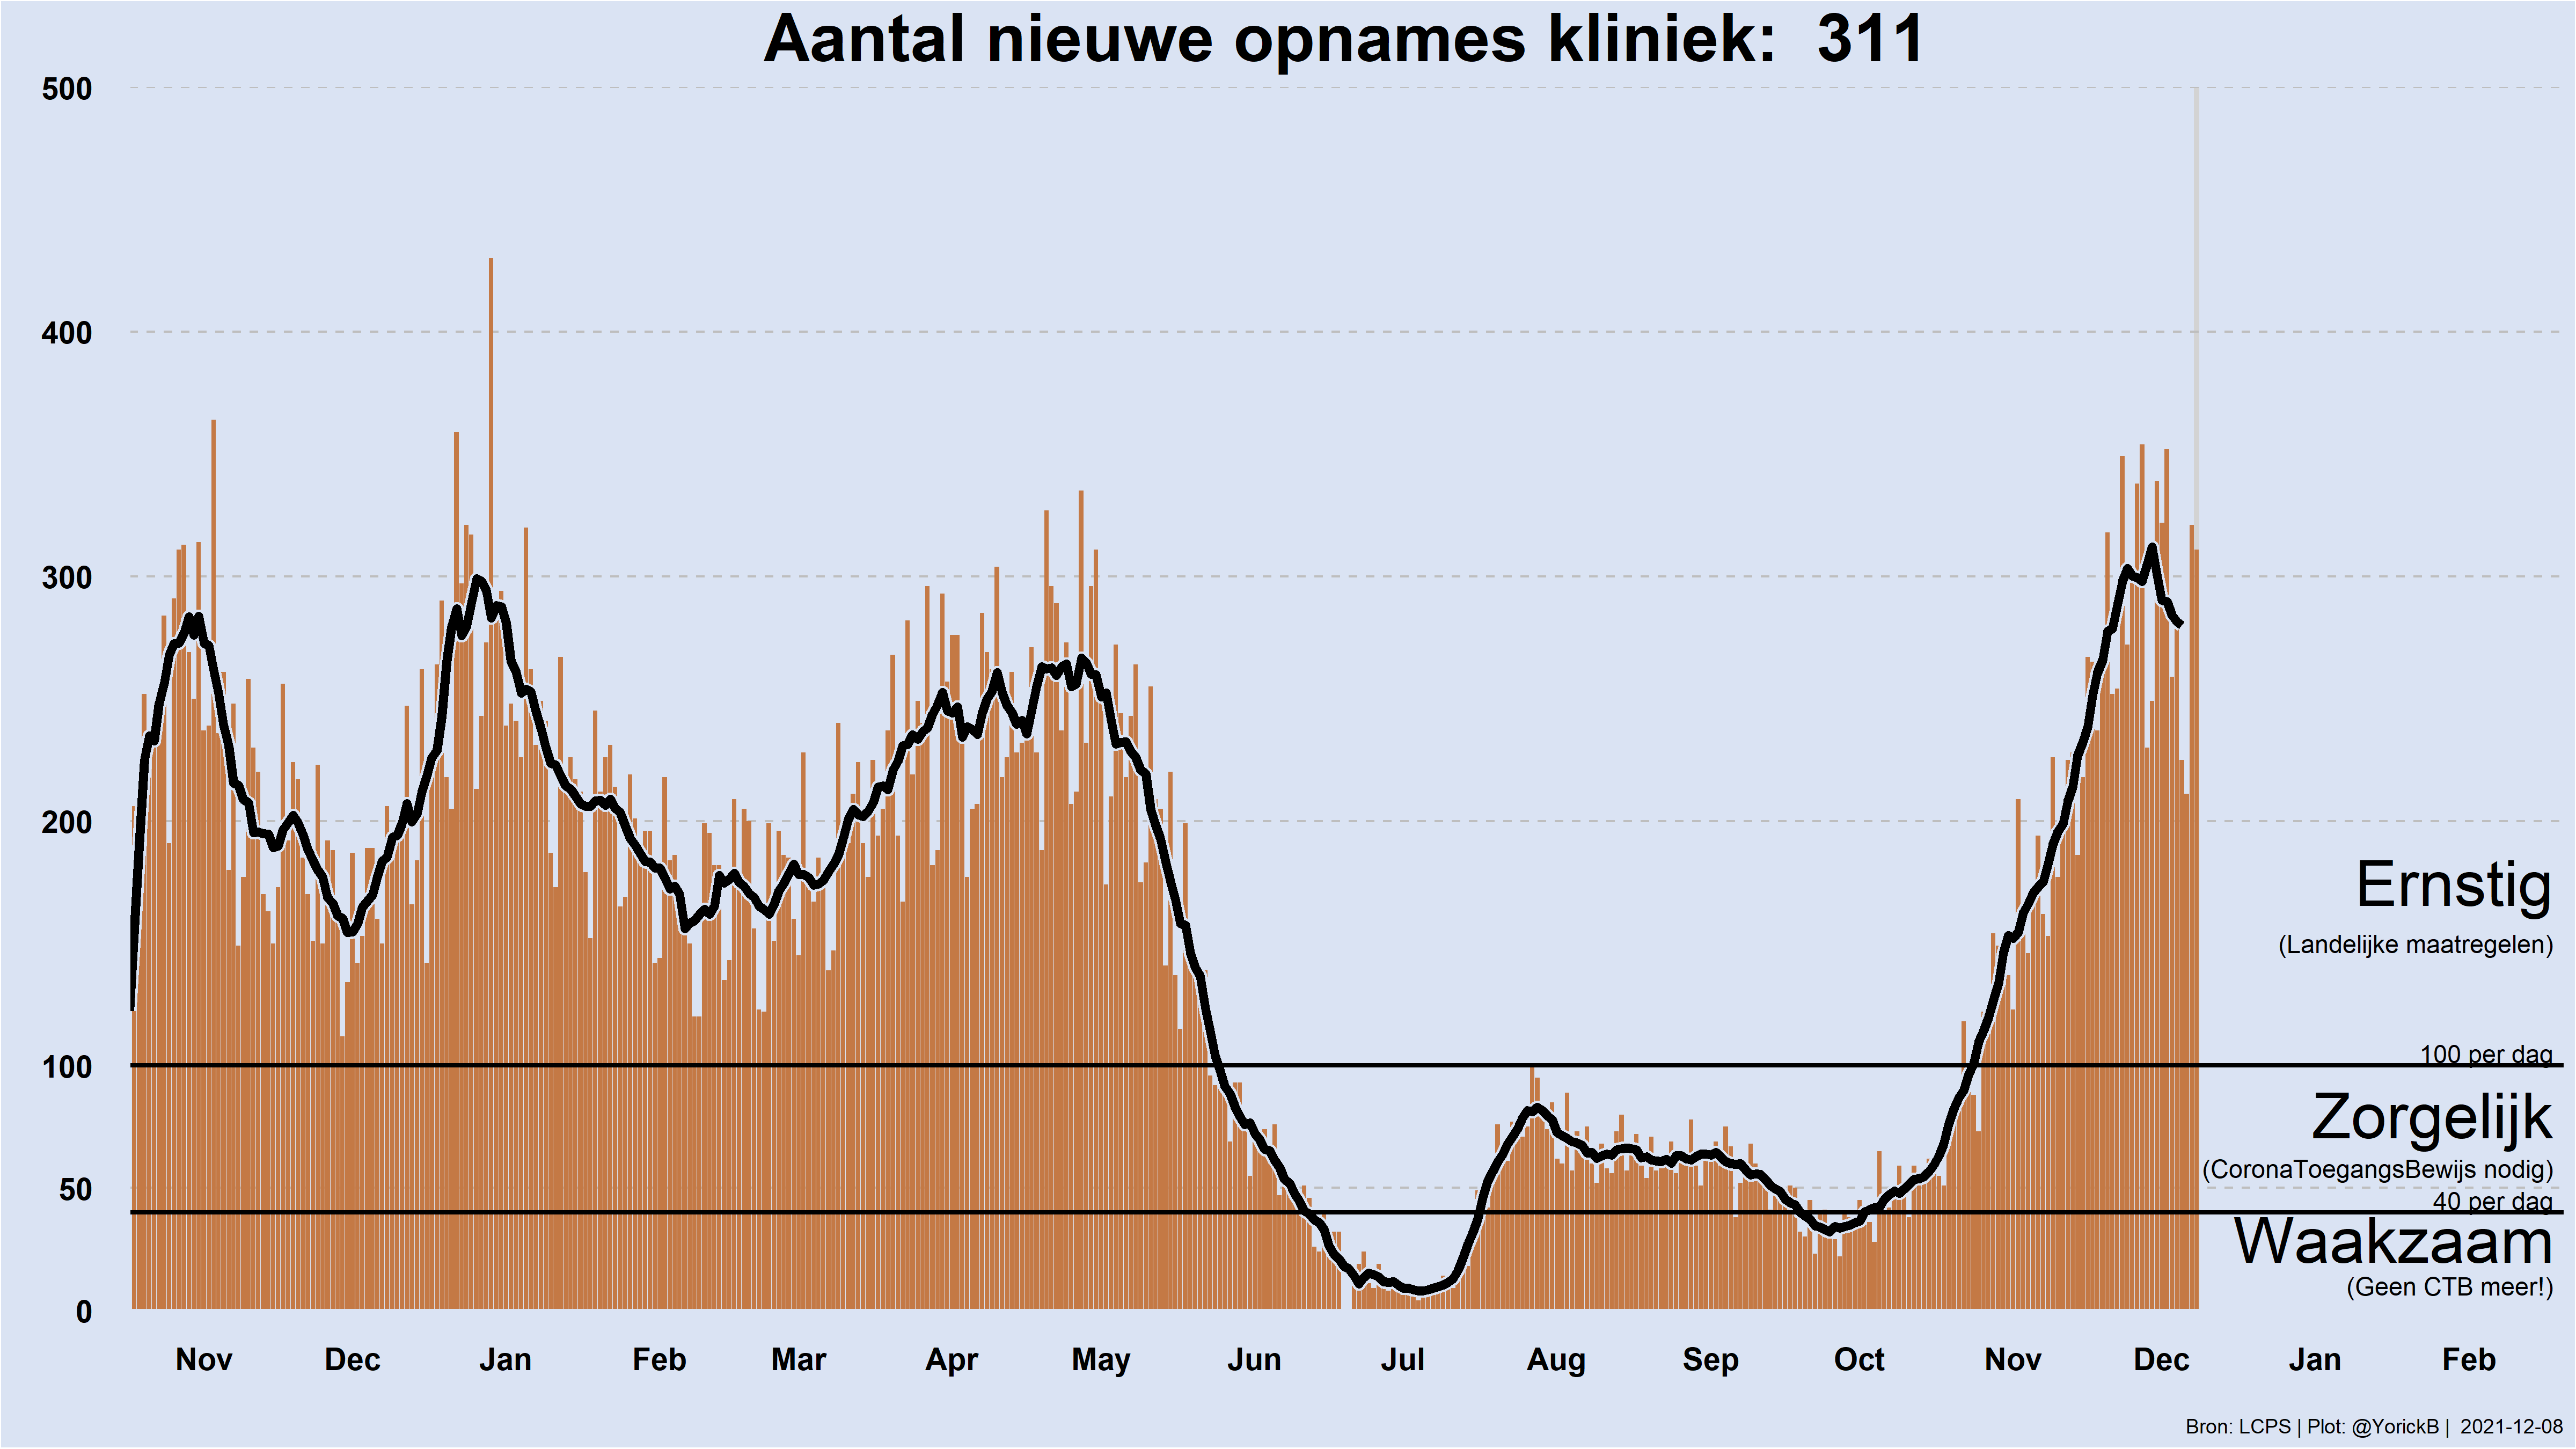 Aantal nieuwe opnames kliniek:  311
500
400
300
200
100
50
0
Ernstig
(Landelijke maatregelen)
100 per dag
Zorgelijk
(CoronaToegangsBewijs nodig)
40 per dag
Waakzaam
(Geen CTB meer!)
Nov Dec Jan Feb Mar Apr May Jun Jul Aug Sep Oct Nov Dec Jan Feb
Bron: LCPS | Plot: @YorickB |  2021-12-08